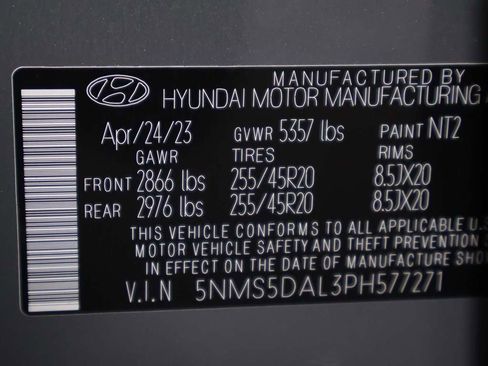 MANUFACTURED BY
HYUNDAI MOTOR MANUFACTURING
Apr/24/23 GVWR 5357 lbs PAINT NT2
GAWR TIRES RIMS
FRONT 2866 lbs 255/45R20 8.5JX20
REAR 2976 lbs 255/45R20 8.5JX20
THIS VEHICLE CONFORMS TO ALL APPLICABLE U.S
MOTOR VEHICLE SAFETY AND THEFT PREVENTION
IN EFFECT ON THE DATE OF MANUFACTURE SHO
V.I.N 5NMS5DAL3PH577271